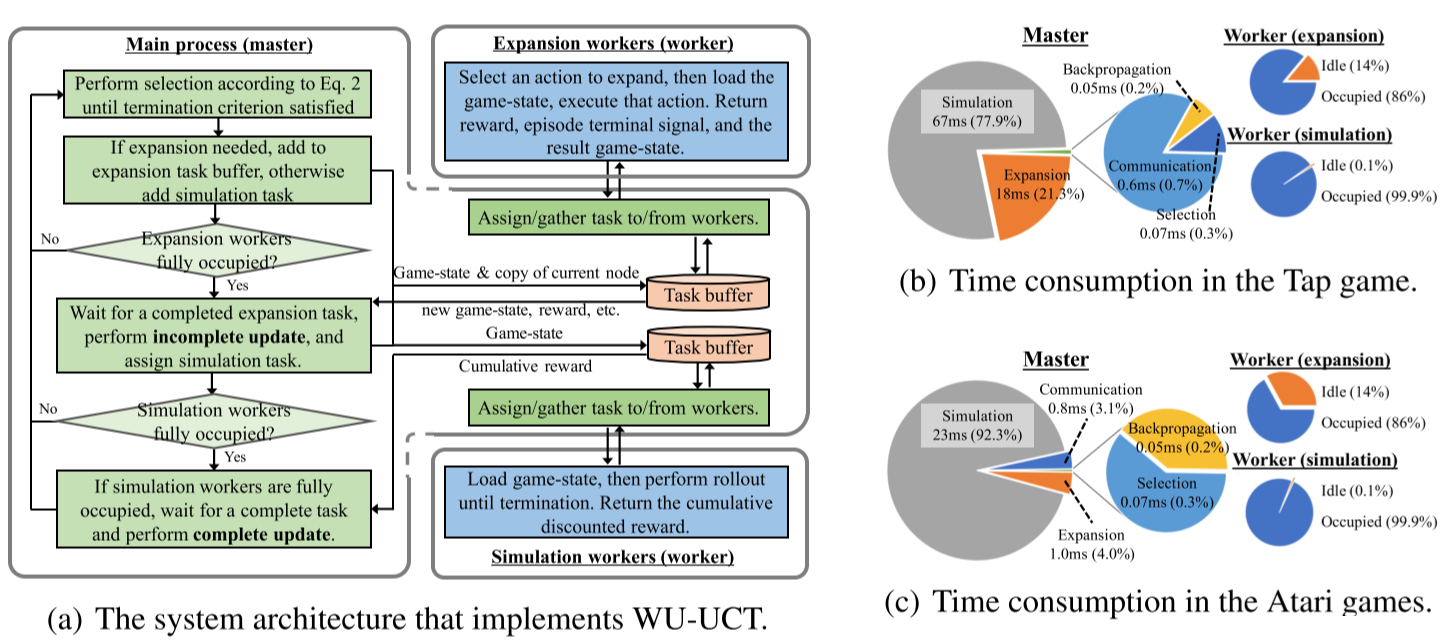 Main process (master)
Perform selection according to Eq. 2
until termination criterion satisfied
If expansion needed, add to
expansion task buffer, otherwise
add simulation task
No
Expansion workers
fully occupied?
Yes
Wait for a completed expansion task,
perform incomplete update, and
assign simulation task.
No
Simulation workers
fully occupied?
Yes
If simulation workers are fully
occupied, wait for a complete task
and perform complete update.
Expansion workers (worker)
Select an action to expand, then load the
game-state, execute that action. Return
reward, episode terminal signal, and the
result game-state.
Assign/gather task to/from workers.
Game-state & copy of current node
Task buffer
new game-state, reward, etc.
Game-state
Task buffer
Cumulative reward
Assign/gather task to/from workers.
Load game-state, then perform rollout
until termination. Return the cumulative
discounted reward.
Simulation workers (worker)
(a) The system architecture that implements WU-UCT.
Master
Simulation
67ms (77.9%)
Expansion
18ms (21.3%)
Backpropagation
0.05ms (0.2%)
Communication
0.6ms (0.7%)
Selection
0.07ms (0.3%)
Worker (expansion)
Idle (14%)
Occupied (86%)
Worker (simulation)
Idle (0.1%)
Occupied (99.9%)
(b) Time consumption in the Tap game.
Master
Simulation
23ms (92.3%)
Communication
0.8ms (3.1%)
Expansion
1.0ms (4.0%)
Backpropagation
0.05ms (0.2%)
Selection
0.07ms (0.3%)
Worker (expansion)
Idle (14%)
Occupied (86%)
Worker (simulation)
Idle (0.1%)
Occupied (99.9%)
(c) Time consumption in the Atari games.